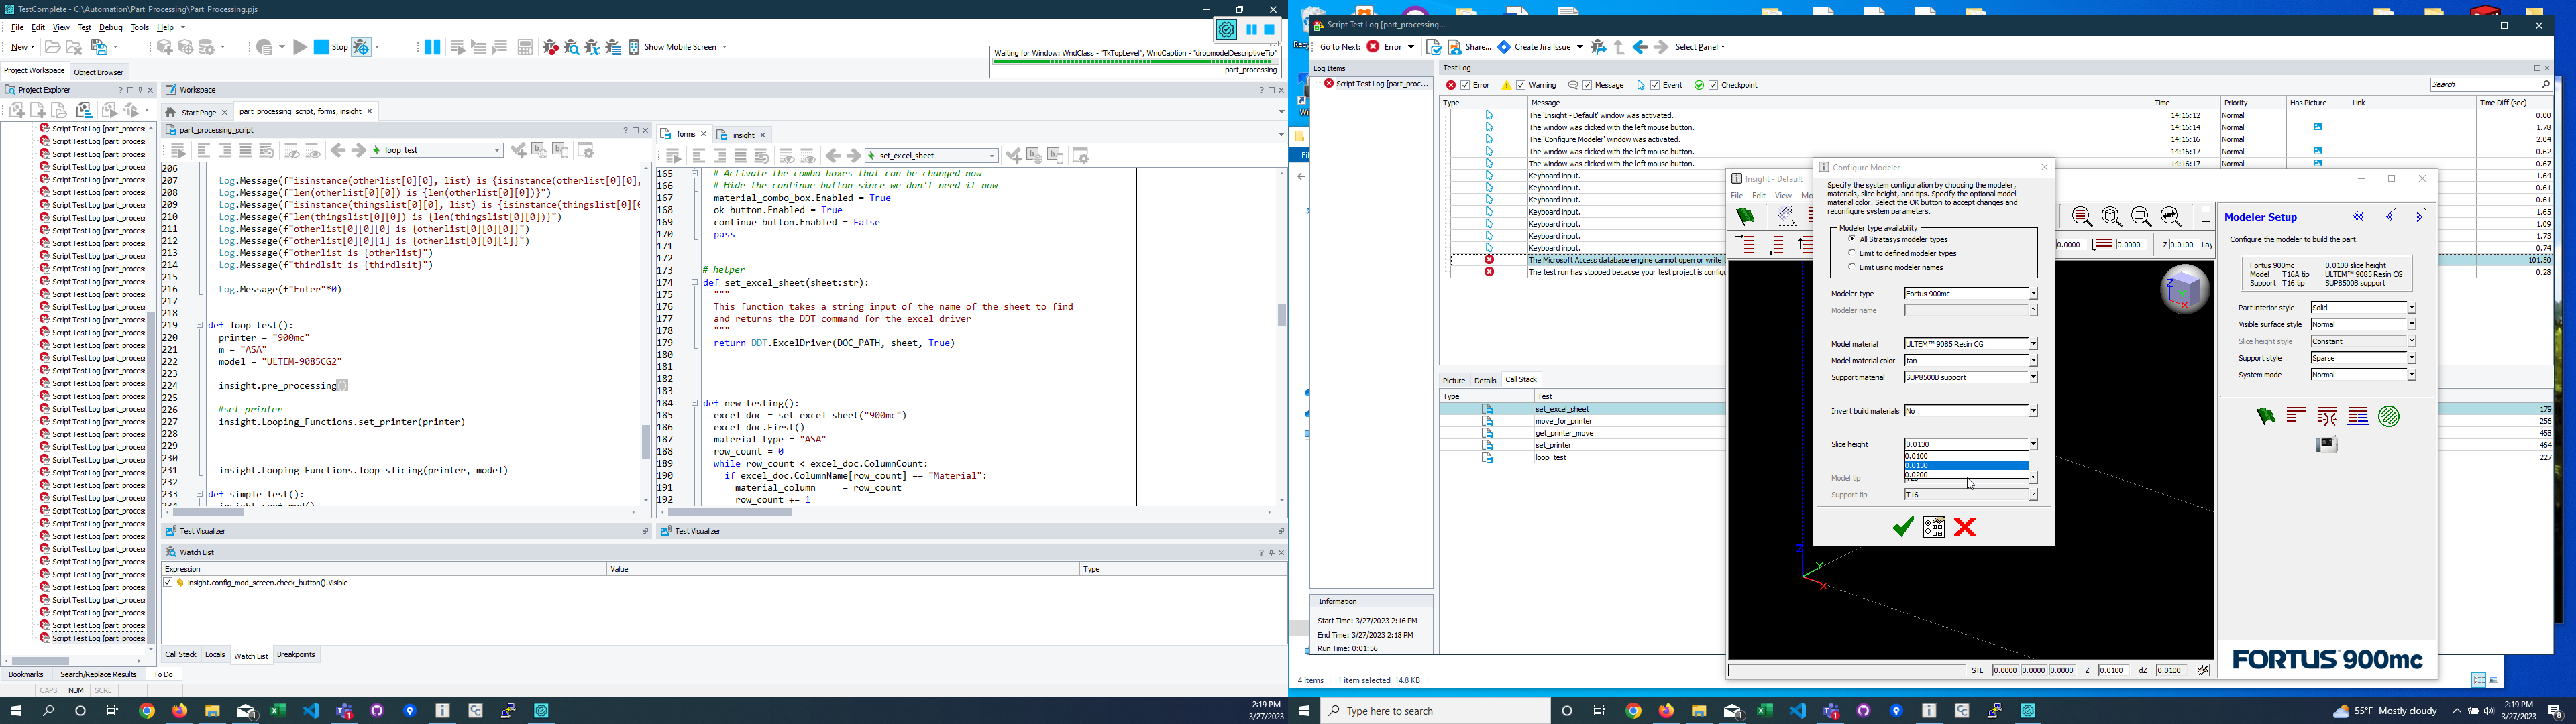 TestComplete - C:\Automation\Part_Processing\Part_Processing.pjs
File Edit View Test Debug Tools Help
New Stop Show Mobile Screen
Waiting for Window: WndClass - "TkTopLevel", WndCaption - "dropmodelDescriptiveTip"
part_processing
Project Workspace Object Browser
Project Explorer
Workspace
Start Page part_processing_script, forms, insight
part_processing_script
loop_test
Script Test Log [part_proces
Script Test Log [part_proces
Script Test Log [part_proces
Script Test Log [part_proces
Script Test Log [part_proces
Script Test Log [part_proces
Script Test Log [part_proces
Script Test Log [part_proces
Script Test Log [part_proces
206
207 Log.Message(f"isinstance(otherlist[0][0], list) is {isinstance(otherlist[0],
208 Log.Message(f"len(otherlist[0][0]) is {len(otherlist[0][0])}")
209 Log.Message(f"isinstance(thingslist[0][0], list) is {isinstance(thingslist[0][0
210 Log.Message(f"len(thingslist[0][0]) is {len(thingslist[0][0])}")
211 Log.Message(f"otherlist[0][0][0] is {otherlist[0][0][0]}")
212 Log.Message(f"otherlist[0][0][1] is {otherlist[0][0][1]}")
213 Log.Message(f"otherlist is {otherlist}")
214 Log.Message(f"thirdlsit is {thirdlsit}")
215
216 Log.Message(f"Enter"*0)
217
218
219 def loop_test():
220 printer = "900mc"
221 m = "ASA"
222 model = "ULTEM-9085CG2"
223
224 insight.pre_processing()
225
226 #set printer
227 insight.Looping_Functions.set_printer(printer)
228
229
230
231 insight.Looping_Functions.loop_slicing(printer, model)
232
233 def simple_test():
forms insight
set_excel_sheet
165 # Activate the combo boxes that can be changed now
166 # Hide the continue button since we don't need it now
167 material_combo_box.Enabled = True
168 ok_button.Enabled = True
169 continue_button.Enabled = False
170 pass
171
172
173 # helper
174 def set_excel_sheet(sheet:str):
175 """
176 This function takes a string input of the name of the sheet to find
177 and returns the DDT command for the excel driver
178 """
179 return DDT.ExcelDriver(DOC_PATH, sheet, True)
180
181
182
183
184 def new_testing():
185 excel_doc = set_excel_sheet("900mc")
186 excel_doc.First()
187 material_type = "ASA"
188 row_count = 0
189 while row_count < excel_doc.ColumnCount:
190 if excel_doc.ColumnName[row_count] == "Material":
191 material_column = row_count
192 row_count += 1
Test Visualizer
Test Visualizer
Watch List
Expression Value Type
insight.config_mod_screen.check_button().Visible
Call Stack Locals Watch List Breakpoints
Bookmarks Search/Replace Results To Do
CAPS NUM SCRL
2:19 PM
3/27/2023
Script Test Log [part_processing...
Go to Next: Error Share... Create Jira Issue Select Panel
Log Items
Script Test Log [part_proc...
Test Log
Error Warning Message Event Checkpoint
Search
Type Message Time Priority Has Picture Link Time Diff (sec)
The 'Insight - Default' window was activated. 14:16:12 Normal 0.00
The window was clicked with the left mouse button. 14:16:14 Normal 1.78
The 'Configure Modeler' window was activated. 14:16:16 Normal 2.04
The window was clicked with the left mouse button. 14:16:17 Normal 0.62
The window was clicked with the left mouse button. 14:16:17 Normal 0.67
Keyboard input. 1.64
Keyboard input. 0.61
Keyboard input.
Keyboard input. 1.65
Keyboard input. 1.09
Keyboard input. 1.73
Keyboard input. 0.74
The Microsoft Access database engine cannot open or write t 101.50
The test run has stopped because your test project is config 0.28
Picture Details Call Stack
Type Test
set_excel_sheet 179
move_for_printer 256
get_printer_move 458
set_printer 464
loop_test 227
Information
Start Time: 3/27/2023 2:16 PM
End Time: 3/27/2023 2:18 PM
Run Time: 0:01:56
4 items 1 item selected 14.8 KB
Insight - Default
File Edit View Mo
0.0000 0.0000 Z 0.0100 Lay
Configure Modeler
Specify the system configuration by choosing the modeler,
materials, slice height, and tips. Specify the optional model
material color. Select the OK button to accept changes and
reconfigure system parameters.
Modeler type availability
All Stratasys modeler types
Limit to defined modeler types
Limit using modeler names
Modeler type Fortus 900mc
Modeler name
Model material ULTEM™ 9085 Resin CG
Model material color tan
Support material SUP8500B support
Invert build materials No
Slice height 0.0130
0.0100
0.0130
0.0200
Model tip
Support tip T16
Modeler Setup
Configure the modeler to build the part.
Fortus 900mc 0.0100 slice height
Model T16A tip ULTEM™ 9085 Resin CG
Support T16 tip SUP8500B support
Part interior style Solid
Visible surface style Normal
Slice height style Constant
Support style Sparse
System mode Normal
FORTUS 900mc
STL 0.0000 0.0000 0.0000 Z 0.0100 dZ 0.0100
Type here to search
55°F Mostly cloudy
2:19 PM
3/27/2023